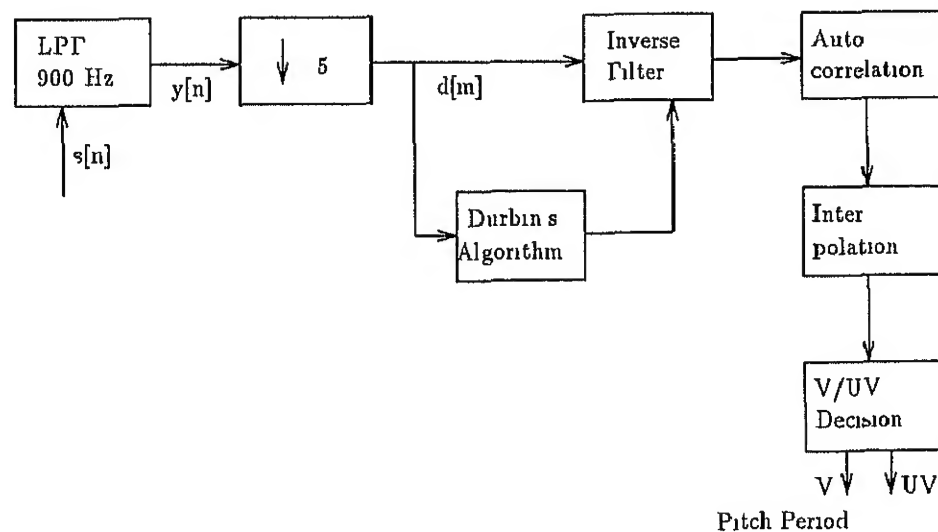 LPF
900 Hz
s[n]
y[n]
5
d[m]
Inverse
Filter
Durbin s
Algorithm
Auto
correlation
Inter
polation
V/UV
Decision
V
UV
Pitch Period